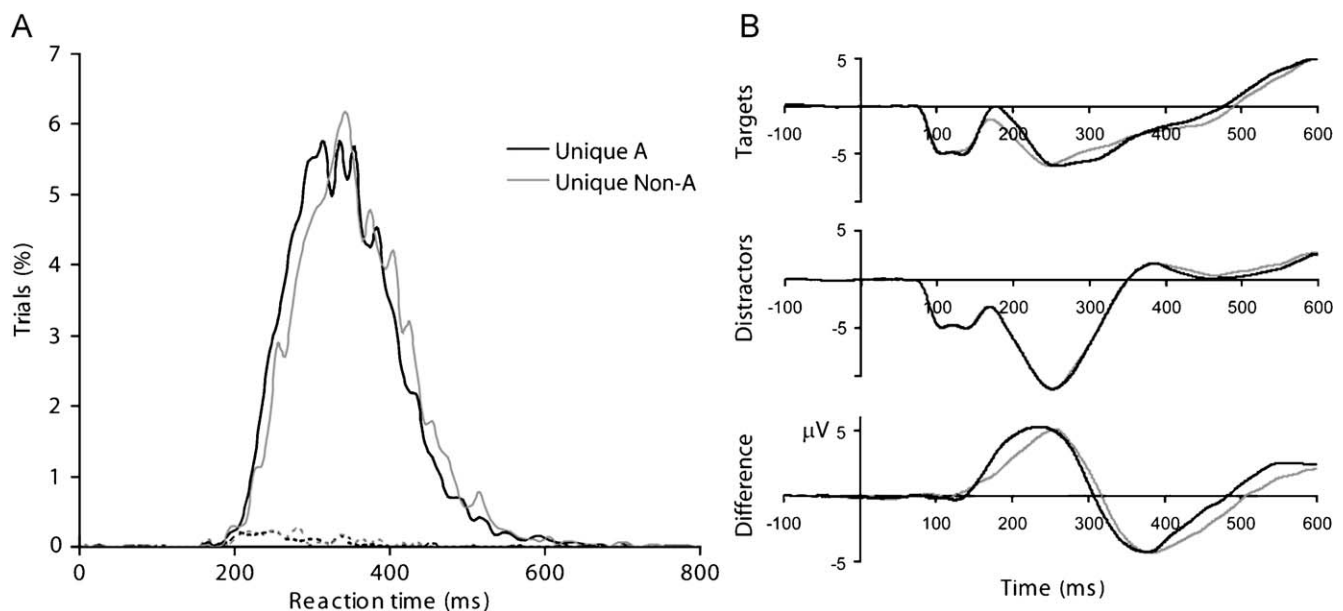 A
7
6
5
4
3
2
1
0
Trials (%)
0 200 400 600 800
Reaction time (ms)
Unique A
Unique Non-A
B
Targets
5
-5
-100 100 200 300 400 500 600
Distractors
5
-5
-100 100 200 300 400 500 600
Difference
μV 5
-5
-100 100 200 300 400 500 600
Time (ms)